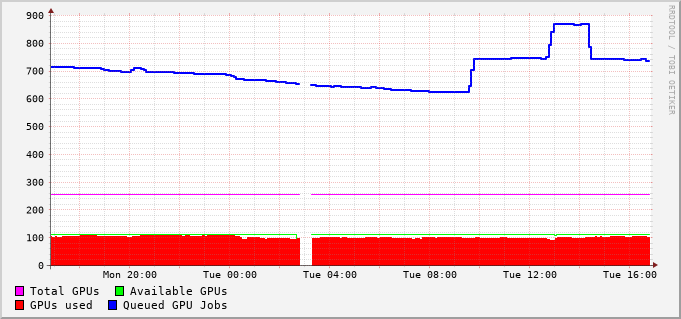 900
800
700
600
500
400
300
200
100
0
Mon 20:00 Tue 00:00 Tue 04:00 Tue 08:00 Tue 12:00 Tue 16:00
Total GPUs Available GPUs
GPUs used Queued GPU Jobs
RRDTOOL / TOBI OETIKER